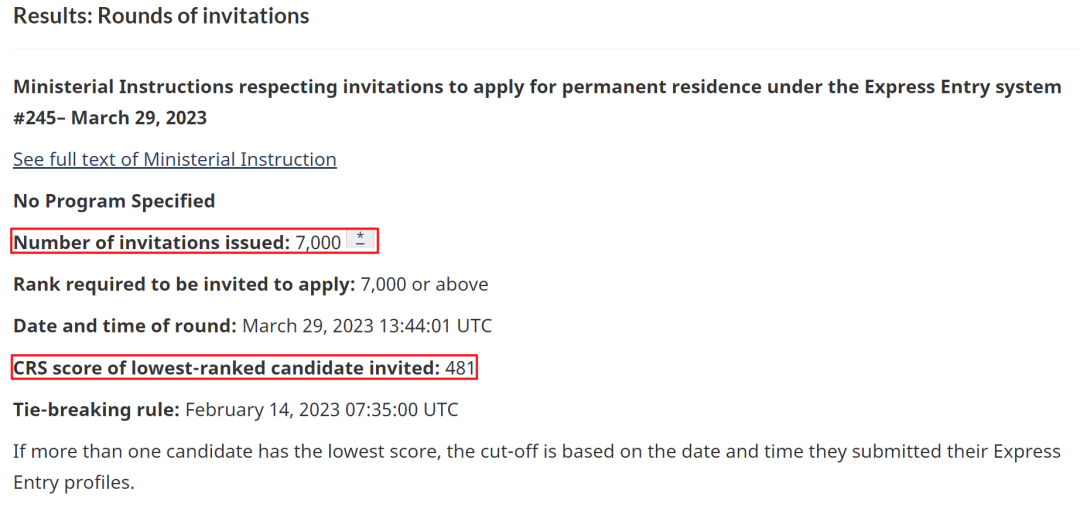 Results: Rounds of invitations
Ministerial Instructions respecting invitations to apply for permanent residence under the Express Entry system
#245– March 29, 2023
See full text of Ministerial Instruction
No Program Specified
Number of invitations issued: 7,000 *
Rank required to be invited to apply: 7,000 or above
Date and time of round: March 29, 2023 13:44:01 UTC
CRS score of lowest-ranked candidate invited: 481
Tie-breaking rule: February 14, 2023 07:35:00 UTC
If more than one candidate has the lowest score, the cut-off is based on the date and time they submitted their Express
Entry profiles.